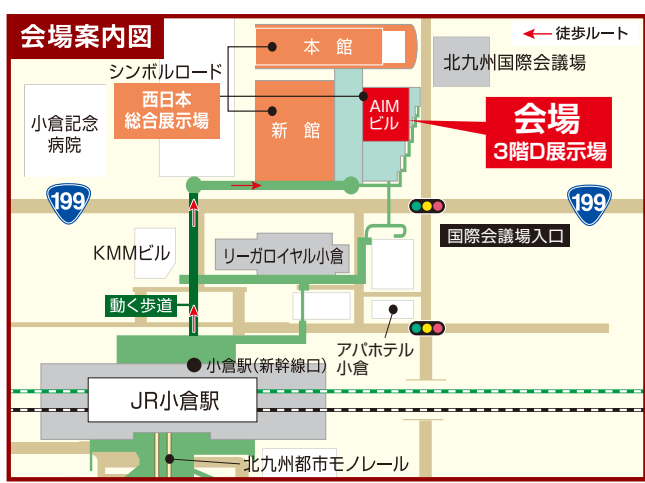 会場案内図
徒歩ルート
本館
シンボルロード
北九州国際会議場
西日本
総合展示場
AIM
ビル
会場
3階D展示場
小倉記念
病院
新館
199
199
国際会議場入口
KMMビル
リーガロイヤル小倉
動く歩道
アパホテル
小倉
小倉駅(新幹線口)
JR小倉駅
北九州都市モノレール